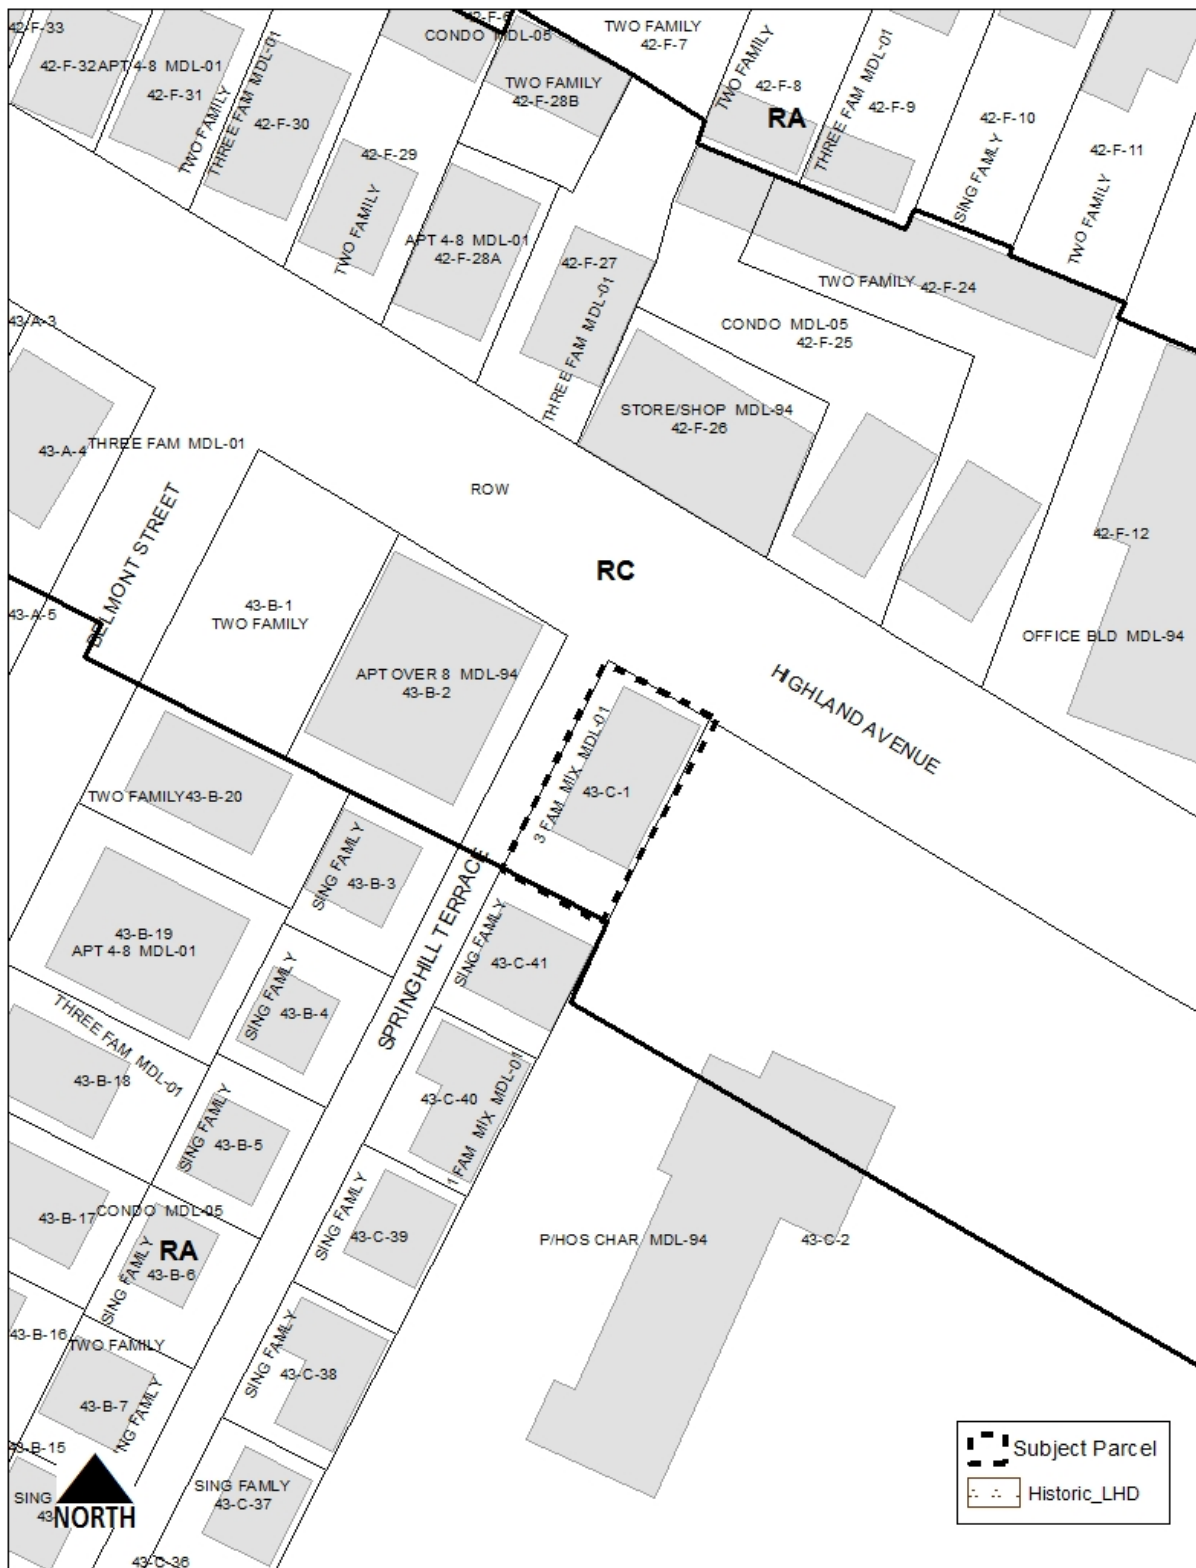 42-F-33
42-F-6
CONDO MDL-05
TWO FAMILY
42-F-7
42-F-32
APT 4-8 MDL-01
42-F-31
TWO FAMILY
THREE FAM MDL-01
42-F-30
TWO FAMILY
42-F-28B
TWO FAMILY
42-F-8
RA
THREE FAM MDL-01
42-F-9
42-F-10
SING FAMLY
42-F-11
TWO FAMILY
42-F-29
TWO FAMILY
APT 4-8 MDL-01
42-F-28A
42-F-27
THREE FAM MDL-01
TWO FAMILY
42-F-24
CONDO MDL-05
42-F-25
43-A-3
STORE/SHOP MDL-94
42-F-26
43-A-4
THREE FAM MDL-01
ROW
BELMONT STREET
42-F-12
RC
43-A-5
43-B-1
TWO FAMILY
OFFICE BLD MDL-94
APT OVER 8 MDL-94
43-B-2
HIGHLAND AVENUE
3 FAM MIX MDL-01
43-C-1
TWO FAMILY
43-B-20
SING FAMLY
43-B-3
SPRINGHILL TERRACE
43-B-19
APT 4-8 MDL-01
SING FAMLY
43-C-41
SING FAMLY
43-B-4
THREE FAM MDL-01
43-B-18
43-C-40
1 FAM MIX MDL-01
SING FAMLY
43-B-5
CONDO MDL-05
43-B-17
SING FAMLY
43-C-39
P/HOS CHAR MDL-94
43-C-2
RA
SING FAMLY
43-B-6
43-B-16
TWO FAMILY
SING FAMLY
43-C-38
43-B-7
NG FAMLY
43-B-15
SING
43-
NORTH
SING FAMLY
43-C-37
43-C-36
Subject Parcel
Historic_LHD